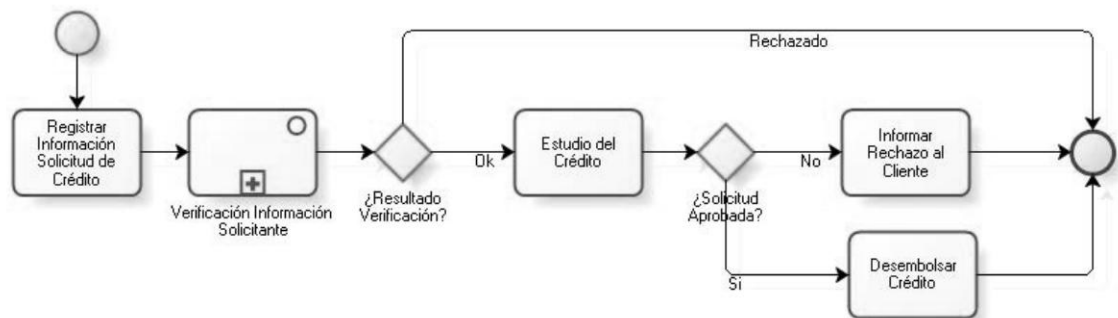 Rechazado
Registrar
Información
Solicitud de
Crédito
Verificación Información
Solicitante
¿Resultado
Verificación?
Ok
Estudio del
Crédito
¿Solicitud
Aprobada?
No
Informar
Rechazo al
Cliente
Si
Desembolsar
Crédito